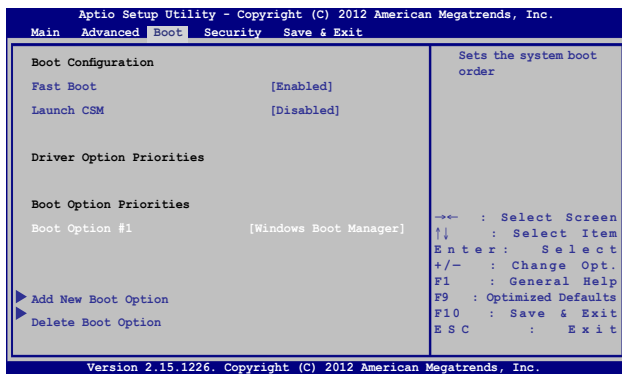 Aptio Setup Utility - Copyright (C) 2012 American Megatrends, Inc.
Main Advanced Boot Security Save & Exit
Boot Configuration
Fast Boot [Enabled]
Launch CSM [Disabled]
Driver Option Priorities
Boot Option Priorities
Boot Option #1 [Windows Boot Manager]
Add New Boot Option
Delete Boot Option
Sets the system boot
order
→← : Select Screen
↑↓ : Select Item
Enter: Select
+/— : Change Opt.
F1 : General Help
F9 : Optimized Defaults
F10 : Save & Exit
ESC : Exit
Version 2.15.1226. Copyright (C) 2012 American Megatrends, Inc.